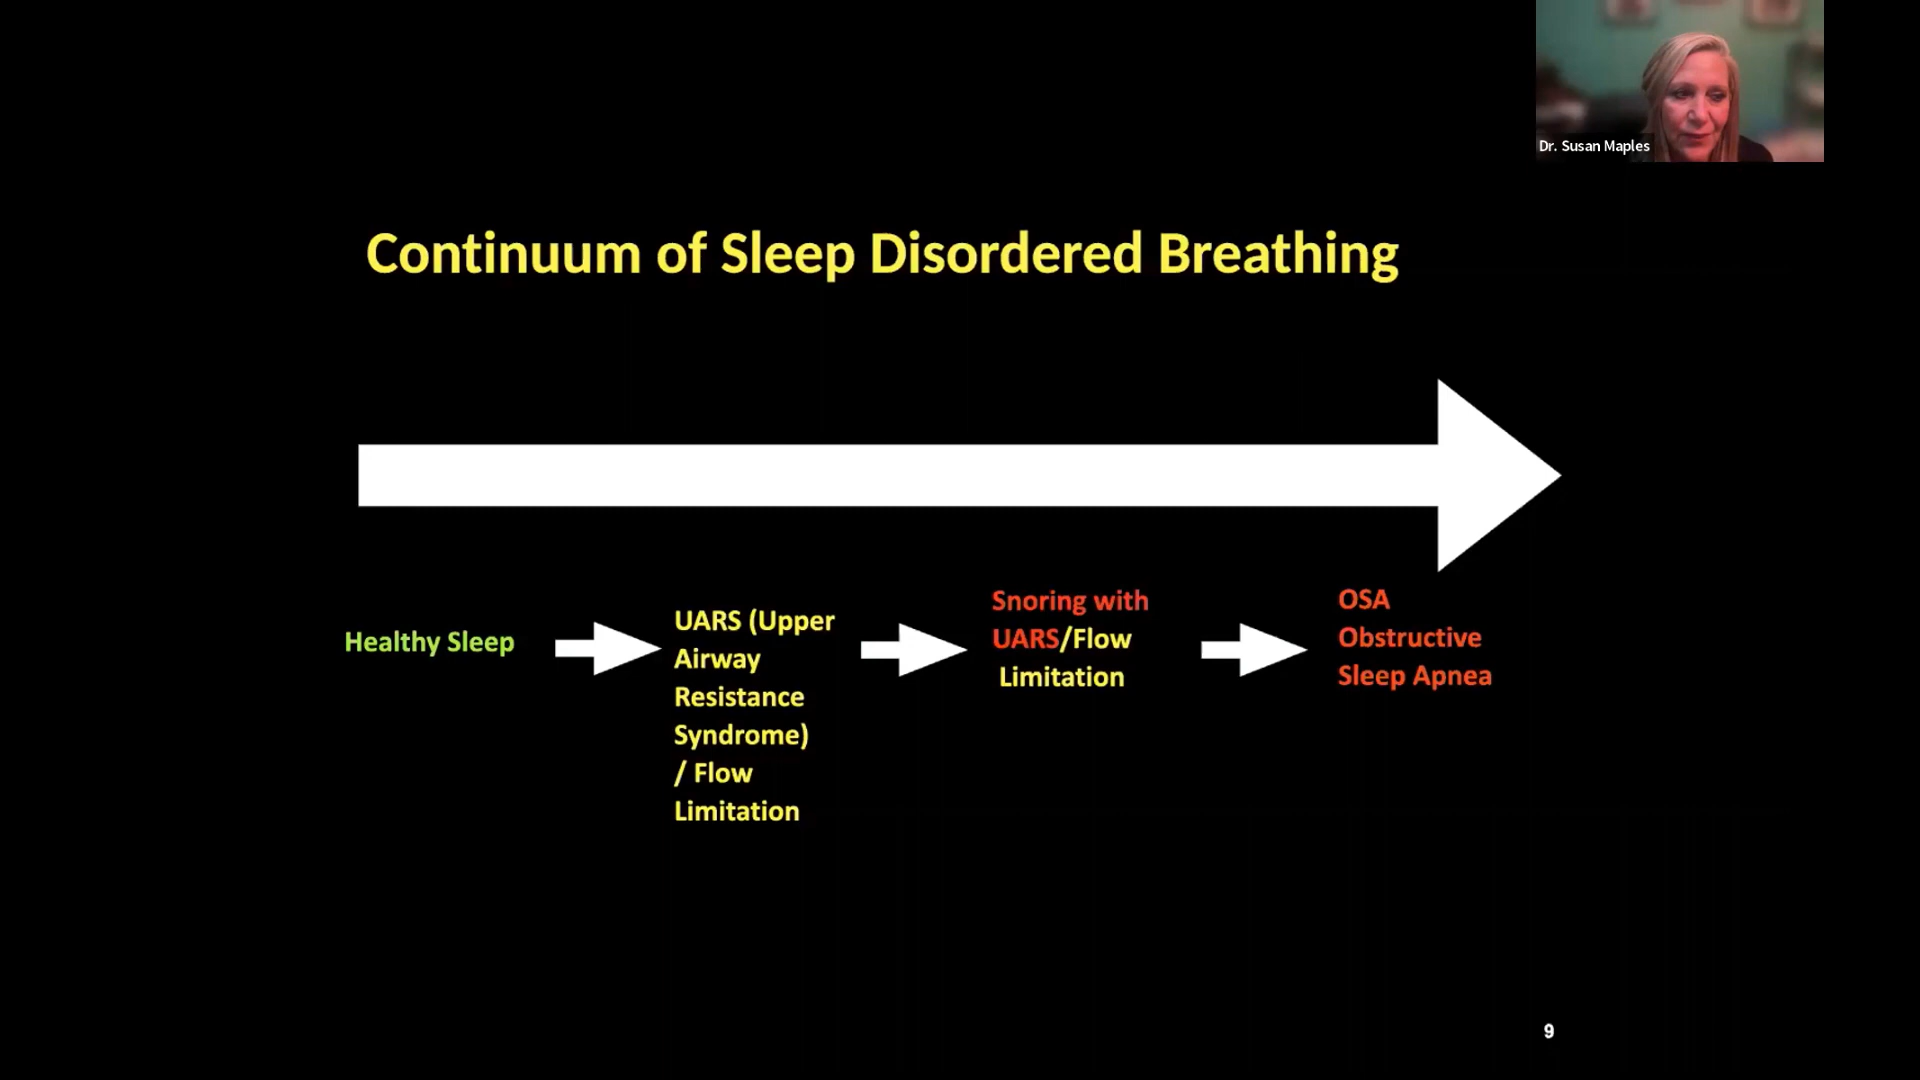 Dr. Susan Maples
Continuum of Sleep Disordered Breathing
Healthy Sleep
UARS (Upper
Airway
Resistance
Syndrome)
/ Flow
Limitation
Snoring with
UARS/Flow
Limitation
OSA
Obstructive
Sleep Apnea
9